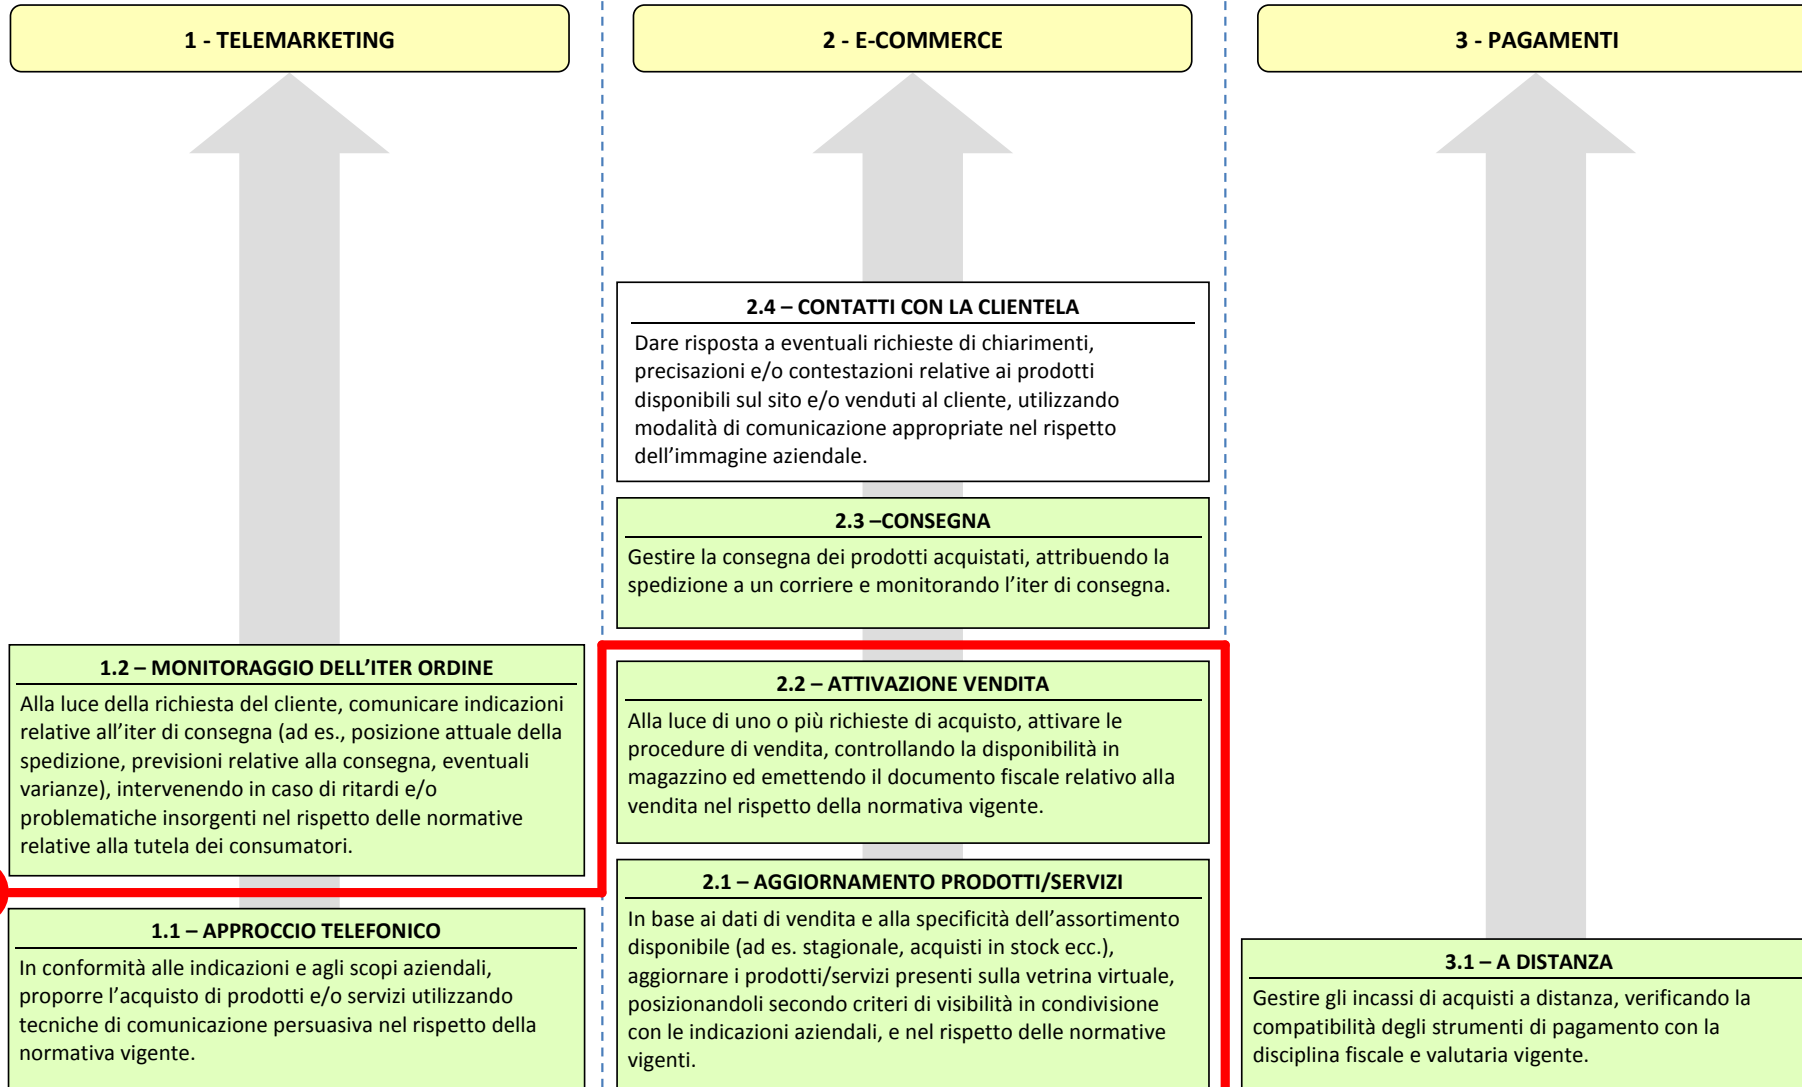 1 - TELEMARKETING
2 - E-COMMERCE
3 - PAGAMENTI
2.4 – CONTATTI CON LA CLIENTELA
Dare risposta a eventuali richieste di chiarimenti,
precisazioni e/o contestazioni relative ai prodotti
disponibili sul sito e/o venduti al cliente, utilizzando
modalità di comunicazione appropriate nel rispetto
dell’immagine aziendale.
2.3 –CONSEGNA
Gestire la consegna dei prodotti acquistati, attribuendo la
spedizione a un corriere e monitorando l’iter di consegna.
1.2 – MONITORAGGIO DELL’ITER ORDINE
Alla luce della richiesta del cliente, comunicare indicazioni
relative all’iter di consegna (ad es., posizione attuale della
spedizione, previsioni relative alla consegna, eventuali
varianze), intervenendo in caso di ritardi e/o
problematiche insorgenti nel rispetto delle normative
relative alla tutela dei consumatori.
2.2 – ATTIVAZIONE VENDITA
Alla luce di uno o più richieste di acquisto, attivare le
procedure di vendita, controllando la disponibilità in
magazzino ed emettendo il documento fiscale relativo alla
vendita nel rispetto della normativa vigente.
1.1 – APPROCCIO TELEFONICO
In conformità alle indicazioni e agli scopi aziendali,
proporre l’acquisto di prodotti e/o servizi utilizzando
tecniche di comunicazione persuasiva nel rispetto della
normativa vigente.
2.1 – AGGIORNAMENTO PRODOTTI/SERVIZI
In base ai dati di vendita e alla specificità dell’assortimento
disponibile (ad es. stagionale, acquisti in stock ecc.),
aggiornare i prodotti/servizi presenti sulla vetrina virtuale,
posizionandoli secondo criteri di visibilità in condivisione
con le indicazioni aziendali, e nel rispetto delle normative
vigenti.
3.1 – A DISTANZA
Gestire gli incassi di acquisti a distanza, verificando la
compatibilità degli strumenti di pagamento con la
disciplina fiscale e valutaria vigente.